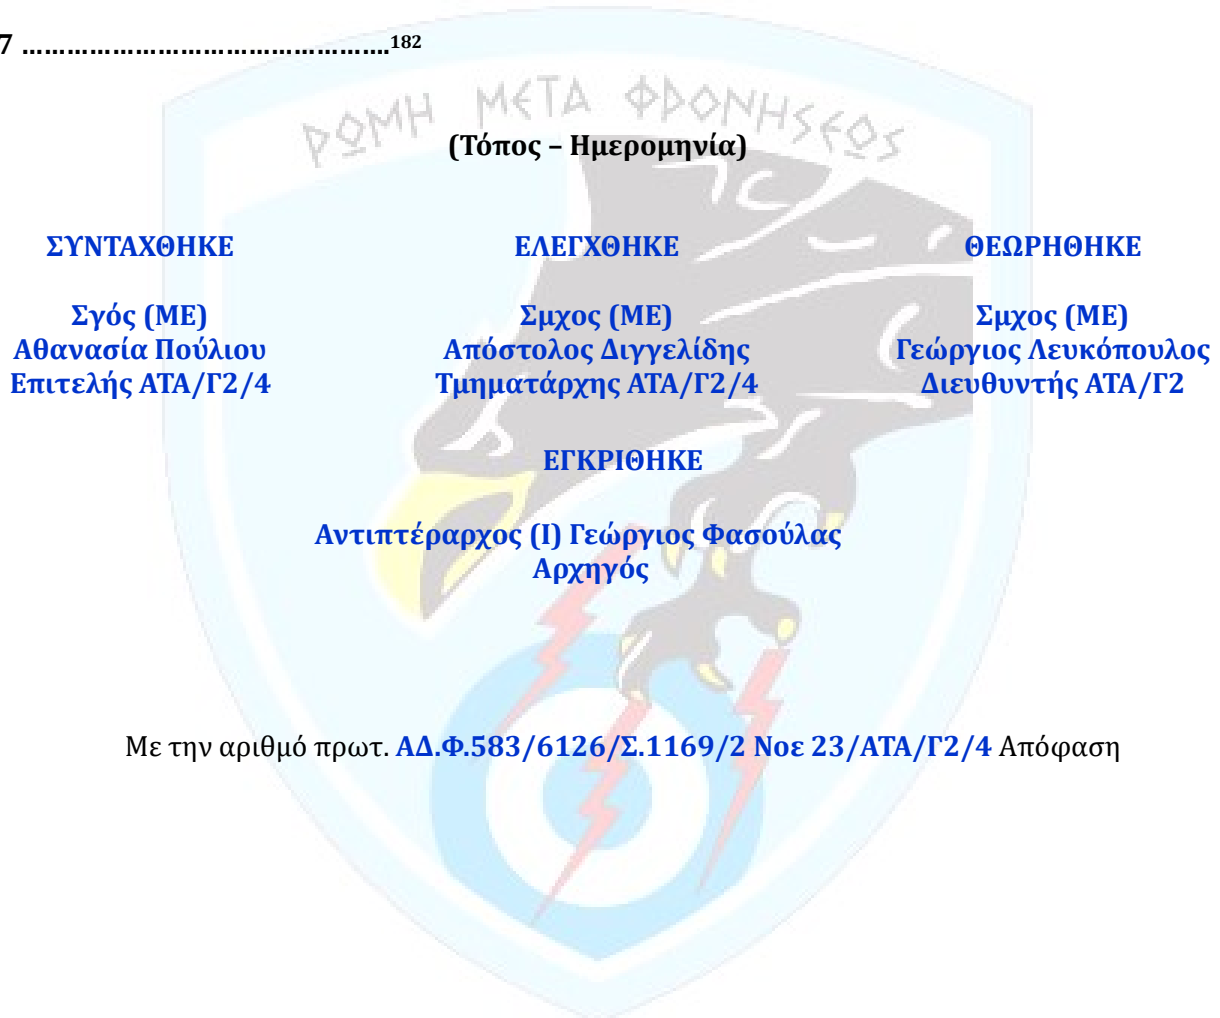 7 ……………………………………….182
ΡΩΜΗ ΜΕΤΑ ΦΡΟΝΗΣΕΩΣ
(Τόπος – Ημερομηνία)
ΣΥΝΤΑΧΘΗΚΕ ΕΛΕΓΧΘΗΚΕ ΘΕΩΡΗΘΗΚΕ
Σγός (ΜΕ) Σμχος (ΜΕ) Σμχος (ΜΕ)
Αθανασία Πούλιου Απόστολος Διγγελίδης Γεώργιος Λευκόπουλος
Επιτελής ΑΤΑ/Γ2/4 Τμηματάρχης ΑΤΑ/Γ2/4 Διευθυντής ΑΤΑ/Γ2
ΕΓΚΡΙΘΗΚΕ
Αντιπτέραρχος (Ι) Γεώργιος Φασούλας
Αρχηγός
Με την αριθμό πρωτ. ΑΔ.Φ.583/6126/Σ.1169/2 Νοε 23/ΑΤΑ/Γ2/4 Απόφαση